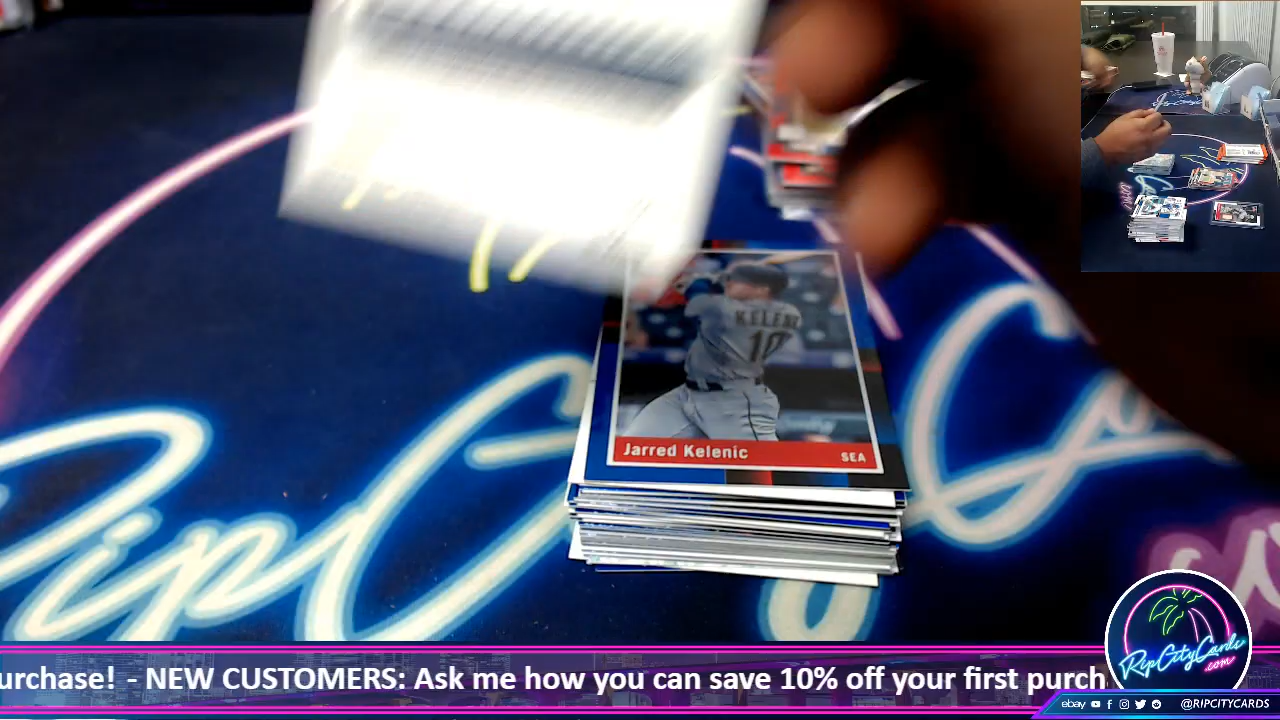 KELENIC
10
Jarred Kelenic
SEA
RipCityCards
urchase! - NEW CUSTOMERS: Ask me how you can save 10% off your first purch
RipCityCards
.com
ebay
@RIPCITYCARDS